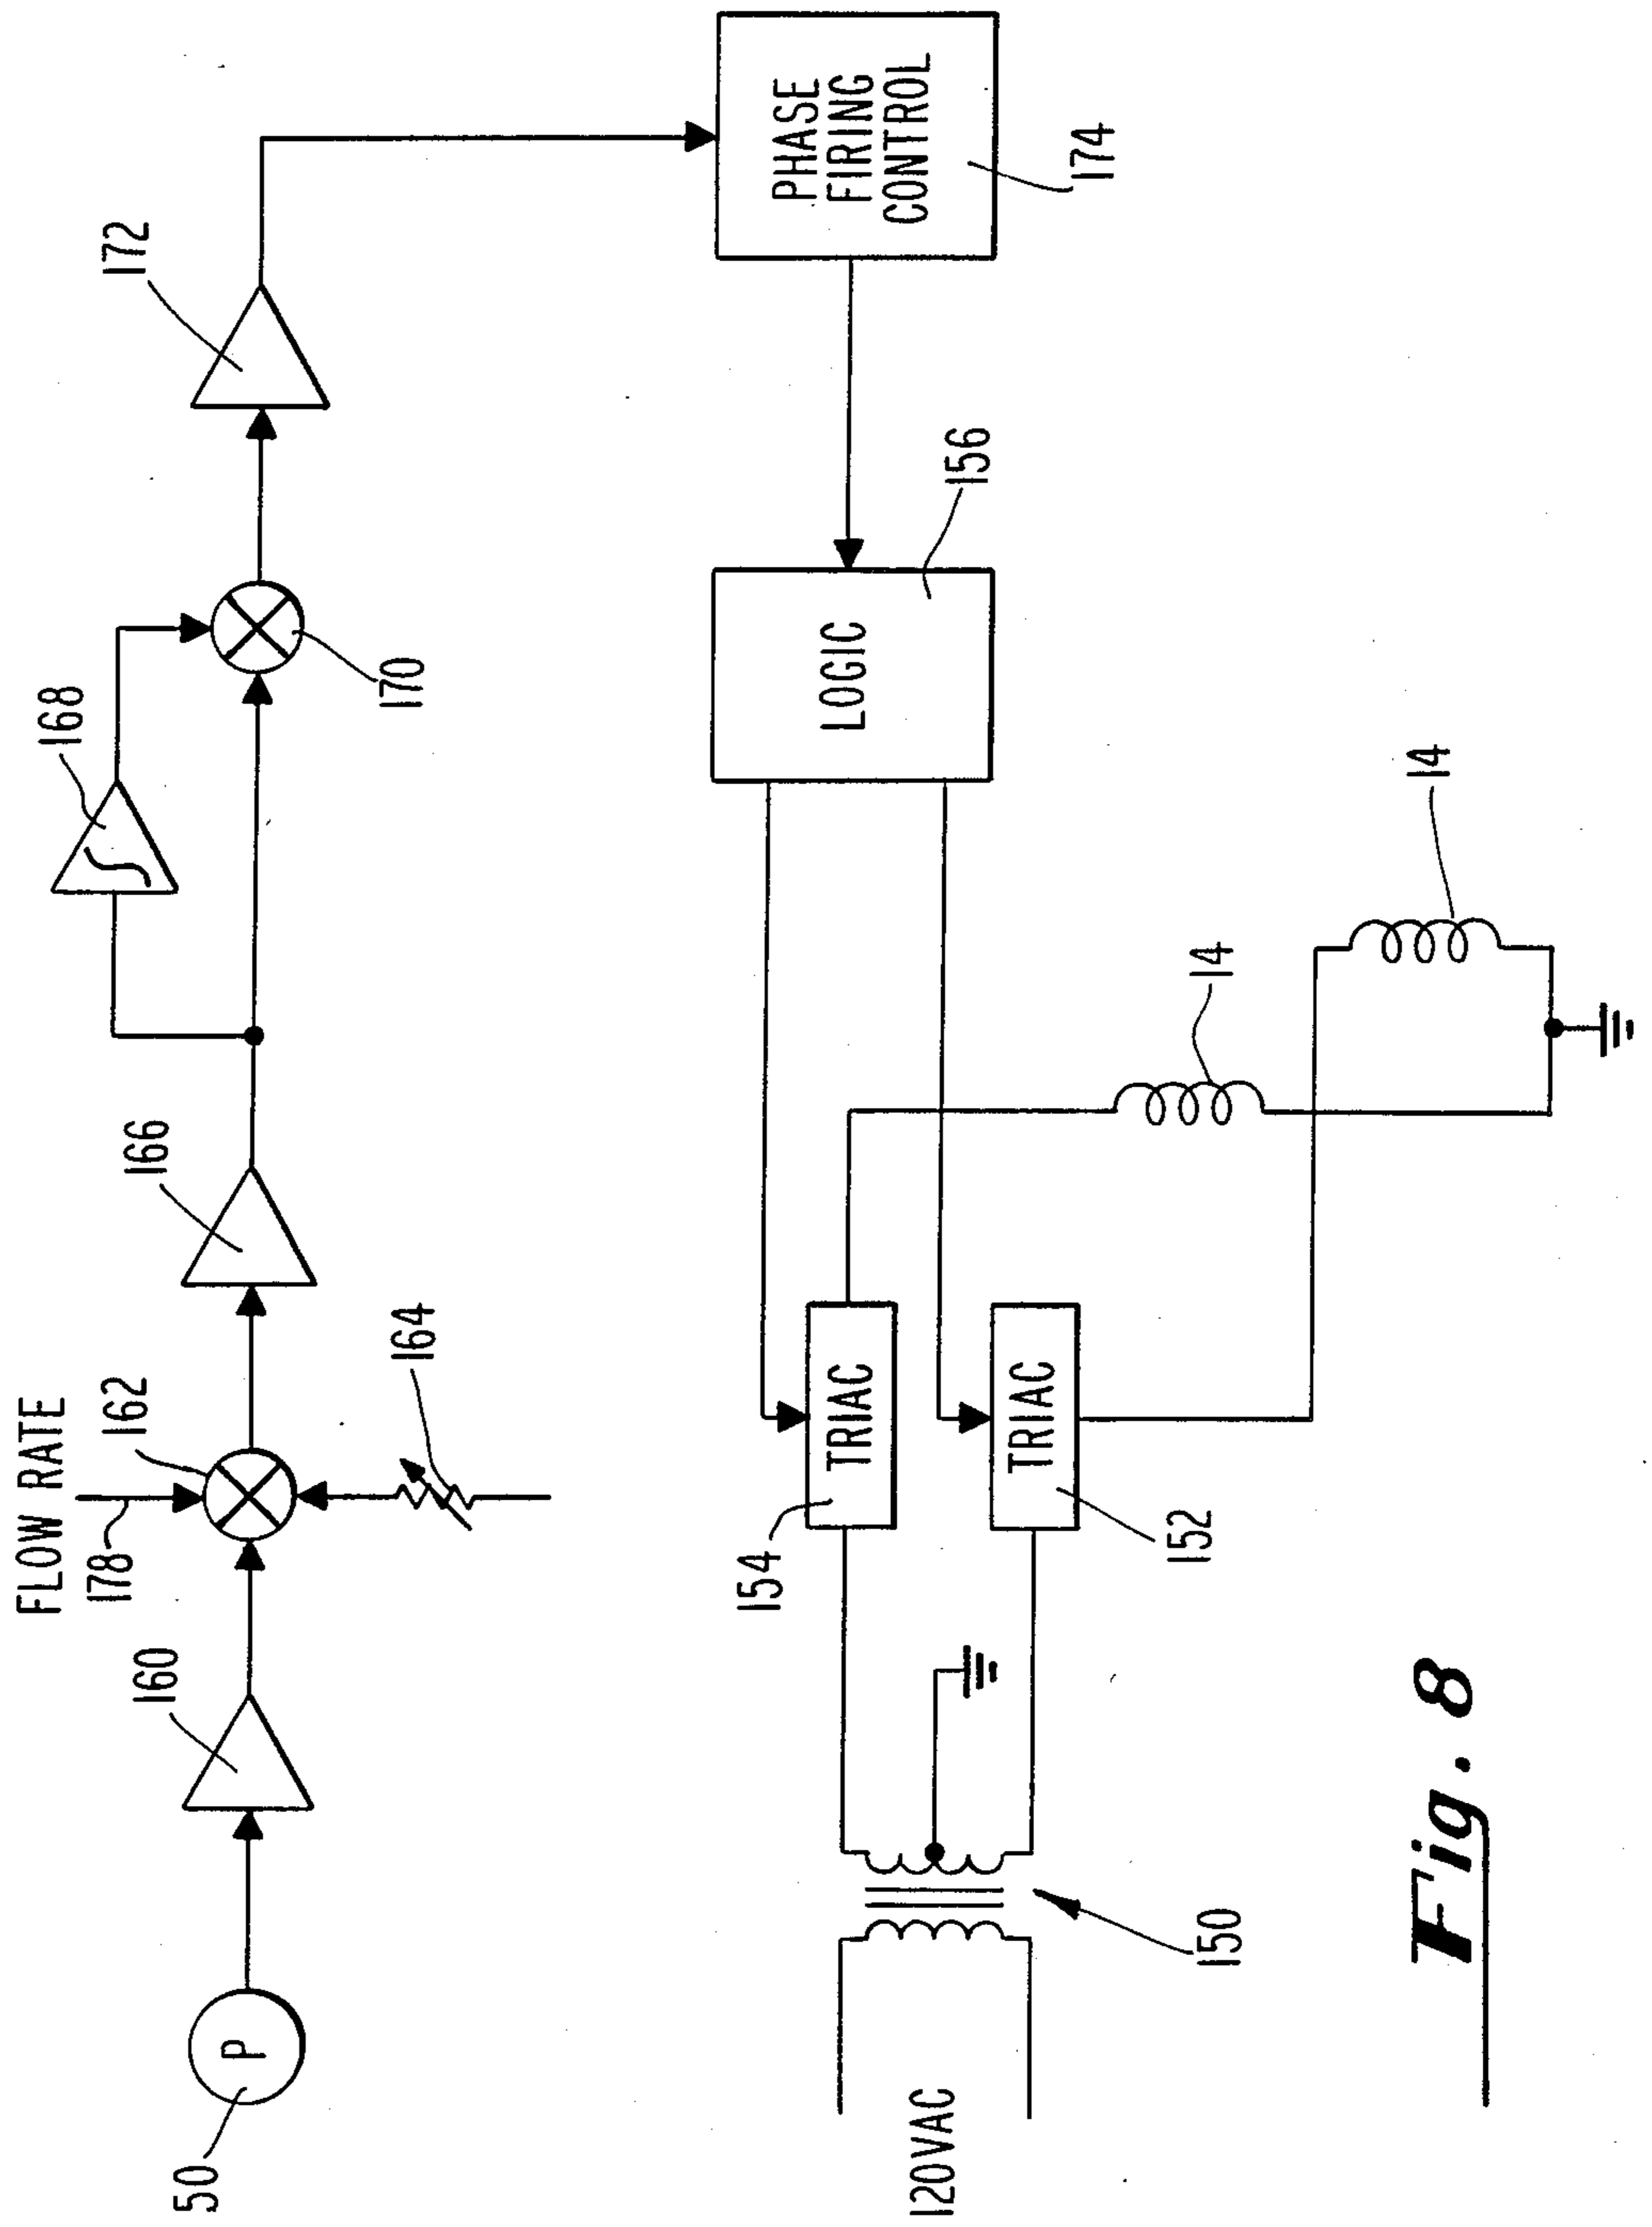 FLOW RATE
178
162
50
P
160
164
166
168
170
172
PHASE
FIRING
CONTROL
174
120VAC
150
154
TRIAC
TRIAC
152
LOGIC
156
14
14
Fig. 8